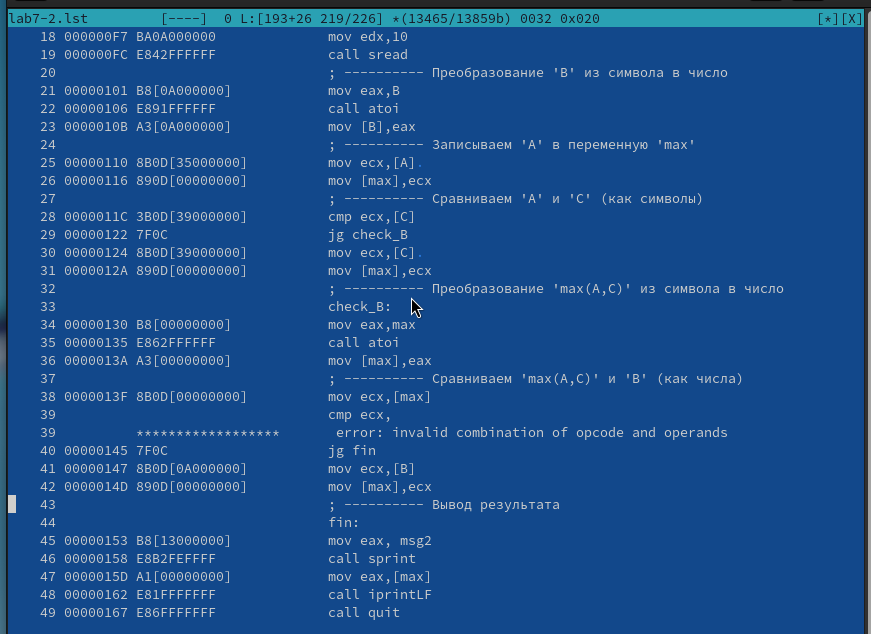 lab7-2.lst         [----]  0 L:[193+26 219/226] *(13465/13859b) 0032 0x020                           [*][X]
18 000000F7 BA0A000000              mov edx,10
19 000000FC E842FFFFFF              call sread
20                                  ; ---------- Преобразование 'B' из символа в число
21 00000101 B8[0A000000]            mov eax,B
22 00000106 E891FFFFFF              call atoi
23 0000010B A3[0A000000]            mov [B],eax
24                                  ; ---------- Записываем 'A' в переменную 'max'
25 00000110 8B0D[35000000]          mov ecx,[A].
26 00000116 890D[00000000]          mov [max],ecx
27                                  ; ---------- Сравниваем 'A' и 'C' (как символы)
28 0000011C 3B0D[39000000]          cmp ecx,[C]
29 00000122 7F0C                    jg check_B
30 00000124 8B0D[39000000]          mov ecx,[C].
31 0000012A 890D[00000000]          mov [max],ecx
32                                  ; ---------- Преобразование 'max(A,C)' из символа в число
33                                  check_B:
34 00000130 B8[00000000]            mov eax,max
35 00000135 E862FFFFFF              call atoi
36 0000013A A3[00000000]            mov [max],eax
37                                  ; ---------- Сравниваем 'max(A,C)' и 'B' (как числа)
38 0000013F 8B0D[00000000]          mov ecx,[max]
39                                  cmp ecx,
39          ******************       error: invalid combination of opcode and operands
40 00000145 7F0C                    jg fin
41 00000147 8B0D[0A000000]          mov ecx,[B]
42 0000014D 890D[00000000]          mov [max],ecx
43                                  ; ---------- Вывод результата
44                                  fin:
45 00000153 B8[13000000]            mov eax, msg2
46 00000158 E8B2FEFFFF              call sprint
47 0000015D A1[00000000]            mov eax,[max]
48 00000162 E81FFFFFFF              call iprintLF
49 00000167 E86FFFFFFF              call quit